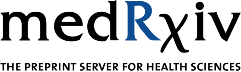 medRχiv
THE PREPRINT SERVER FOR HEALTH SCIENCES